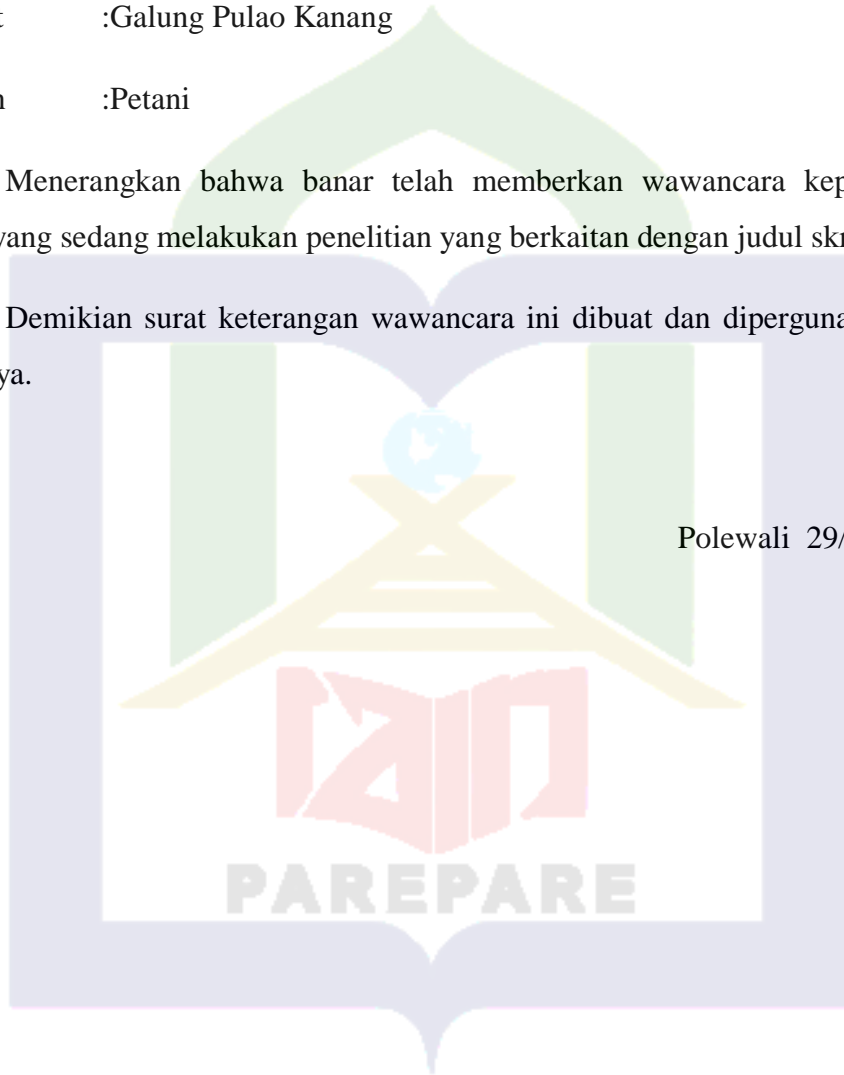 t :Galung Pulao Kanang
n :Petani
Menerangkan bahwa banar telah memberkan wawancara kep
yang sedang melakukan penelitian yang berkaitan dengan judul skr
Demikian surat keterangan wawancara ini dibuat dan diperguna
ya.
Polewali 29/
iain
PAREPARE